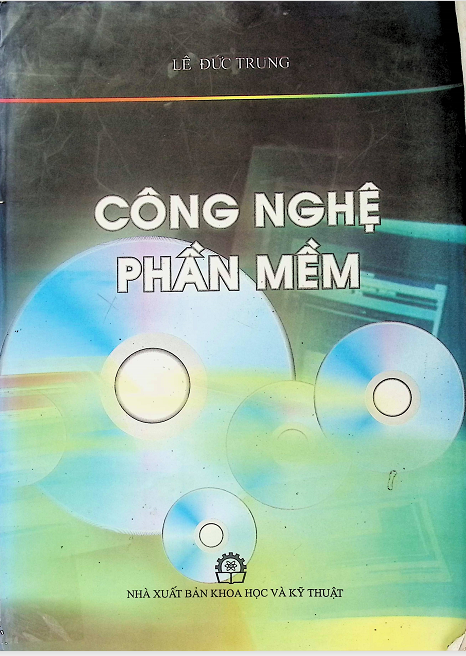 LÊ ĐỨC TRUNG
CÔNG NGHỆ
PHẦN MỀM
NHÀ XUẤT BẢN KHOA HỌC VÀ KỸ THUẬT